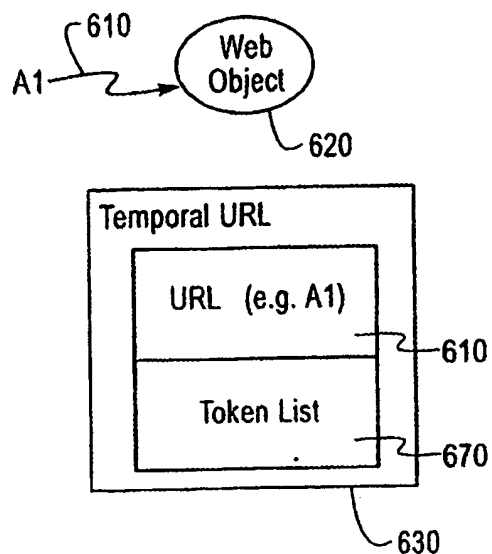 610
A1
Web
Object
620
Temporal URL
URL (e.g. A1)
610
Token List
670
630